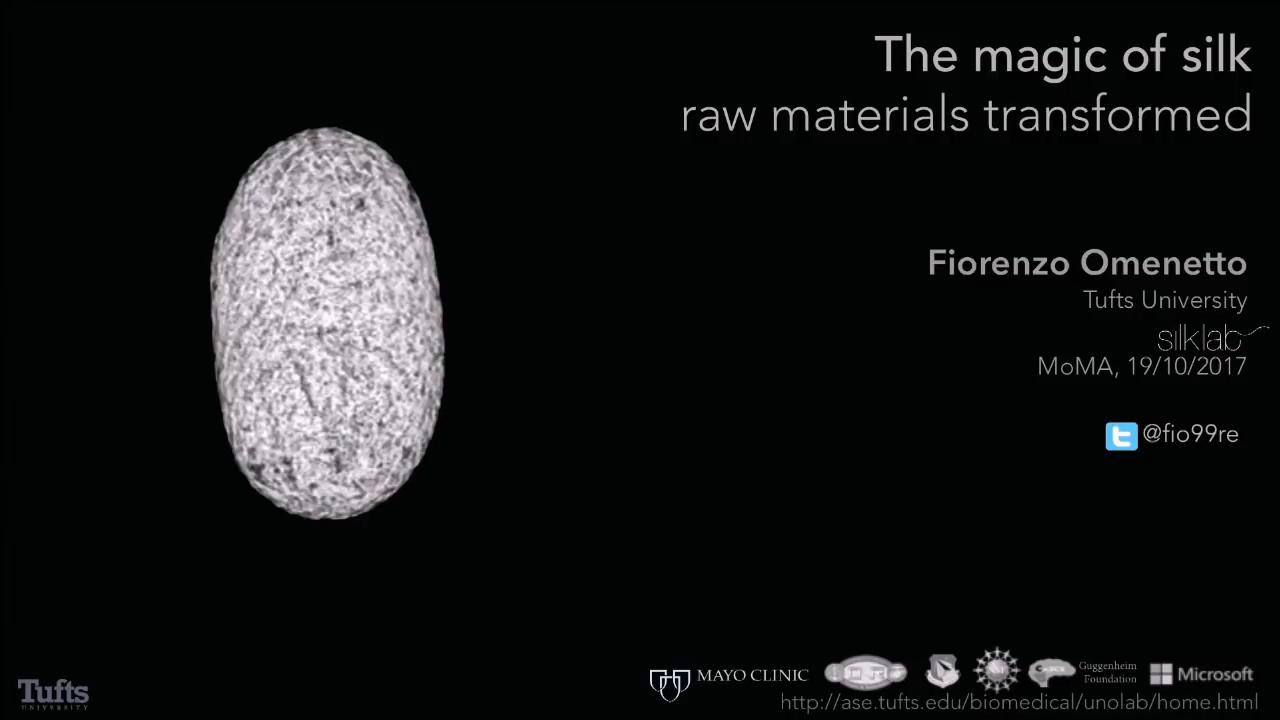 The magic of silk
raw materials transformed
Fiorenzo Omenetto
Tufts University
silklab
MoMA, 19/10/2017
@fio99re
Tufts
UNIVERSITY
MAYO CLINIC
Guggenheim
Foundation
Microsoft
http://ase.tufts.edu/biomedical/unolab/home.html